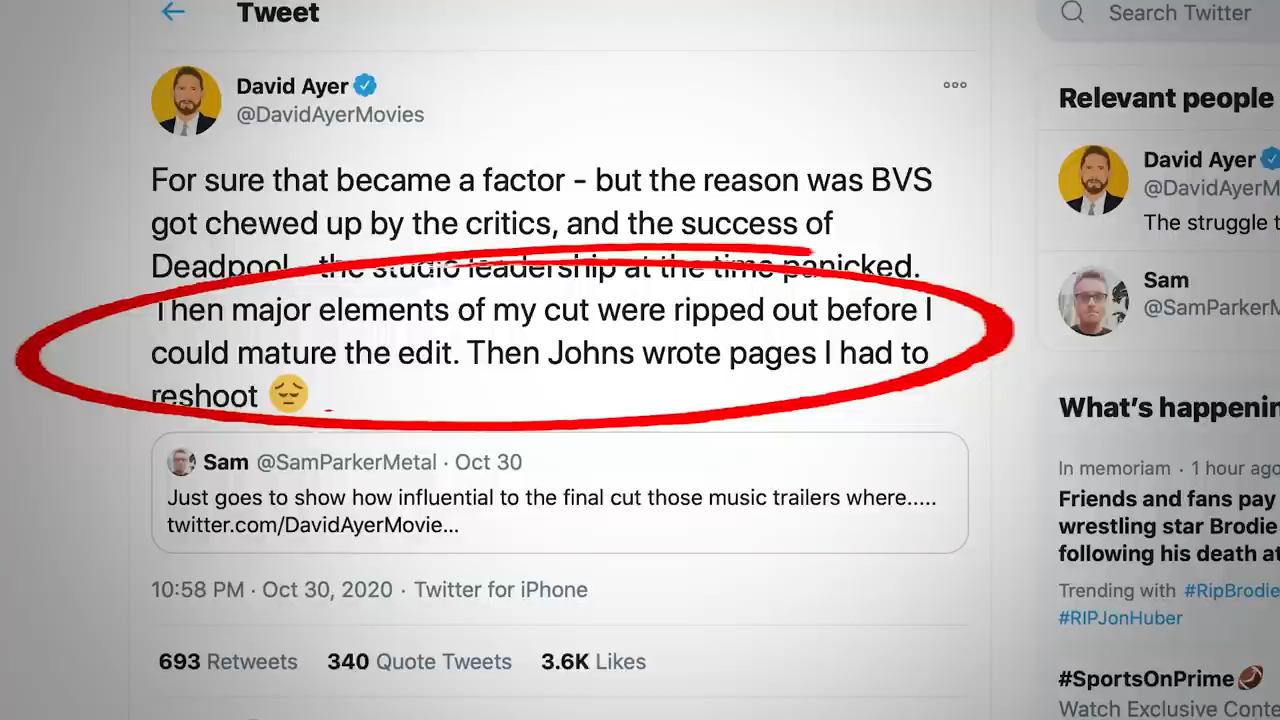 Tweet
Search Twitter
David Ayer
@DavidAyerMovies
For sure that became a factor - but the reason was BVS
got chewed up by the critics, and the success of
Deadpool - the studio leadership at the time panicked.
Then major elements of my cut were ripped out before I
could mature the edit. Then Johns wrote pages I had to
reshoot 😔
Sam @SamParkerMetal · Oct 30
Just goes to show how influential to the final cut those music trailers where.....
twitter.com/DavidAyerMovie...
10:58 PM · Oct 30, 2020 · Twitter for iPhone
693 Retweets 340 Quote Tweets 3.6K Likes
Relevant people
David Ayer
@DavidAyerM
The struggle t
Sam
@SamParkerM
What's happenin
In memoriam · 1 hour ago
Friends and fans pay
wrestling star Brodie
following his death at
Trending with #RipBrodie
#RIPJonHuber
#SportsOnPrime🏈
Watch Exclusive Conte